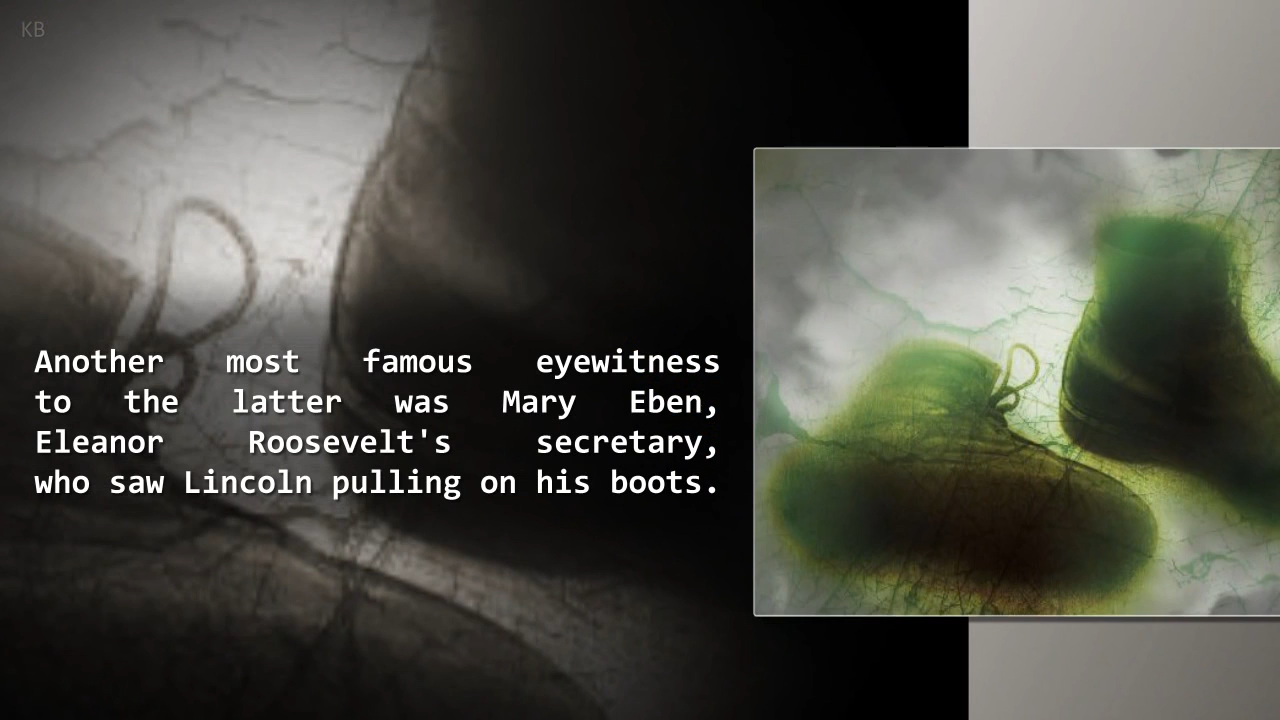 KB
Another most famous eyewitness
to the latter was Mary Eben,
Eleanor Roosevelt's secretary,
who saw Lincoln pulling on his boots.